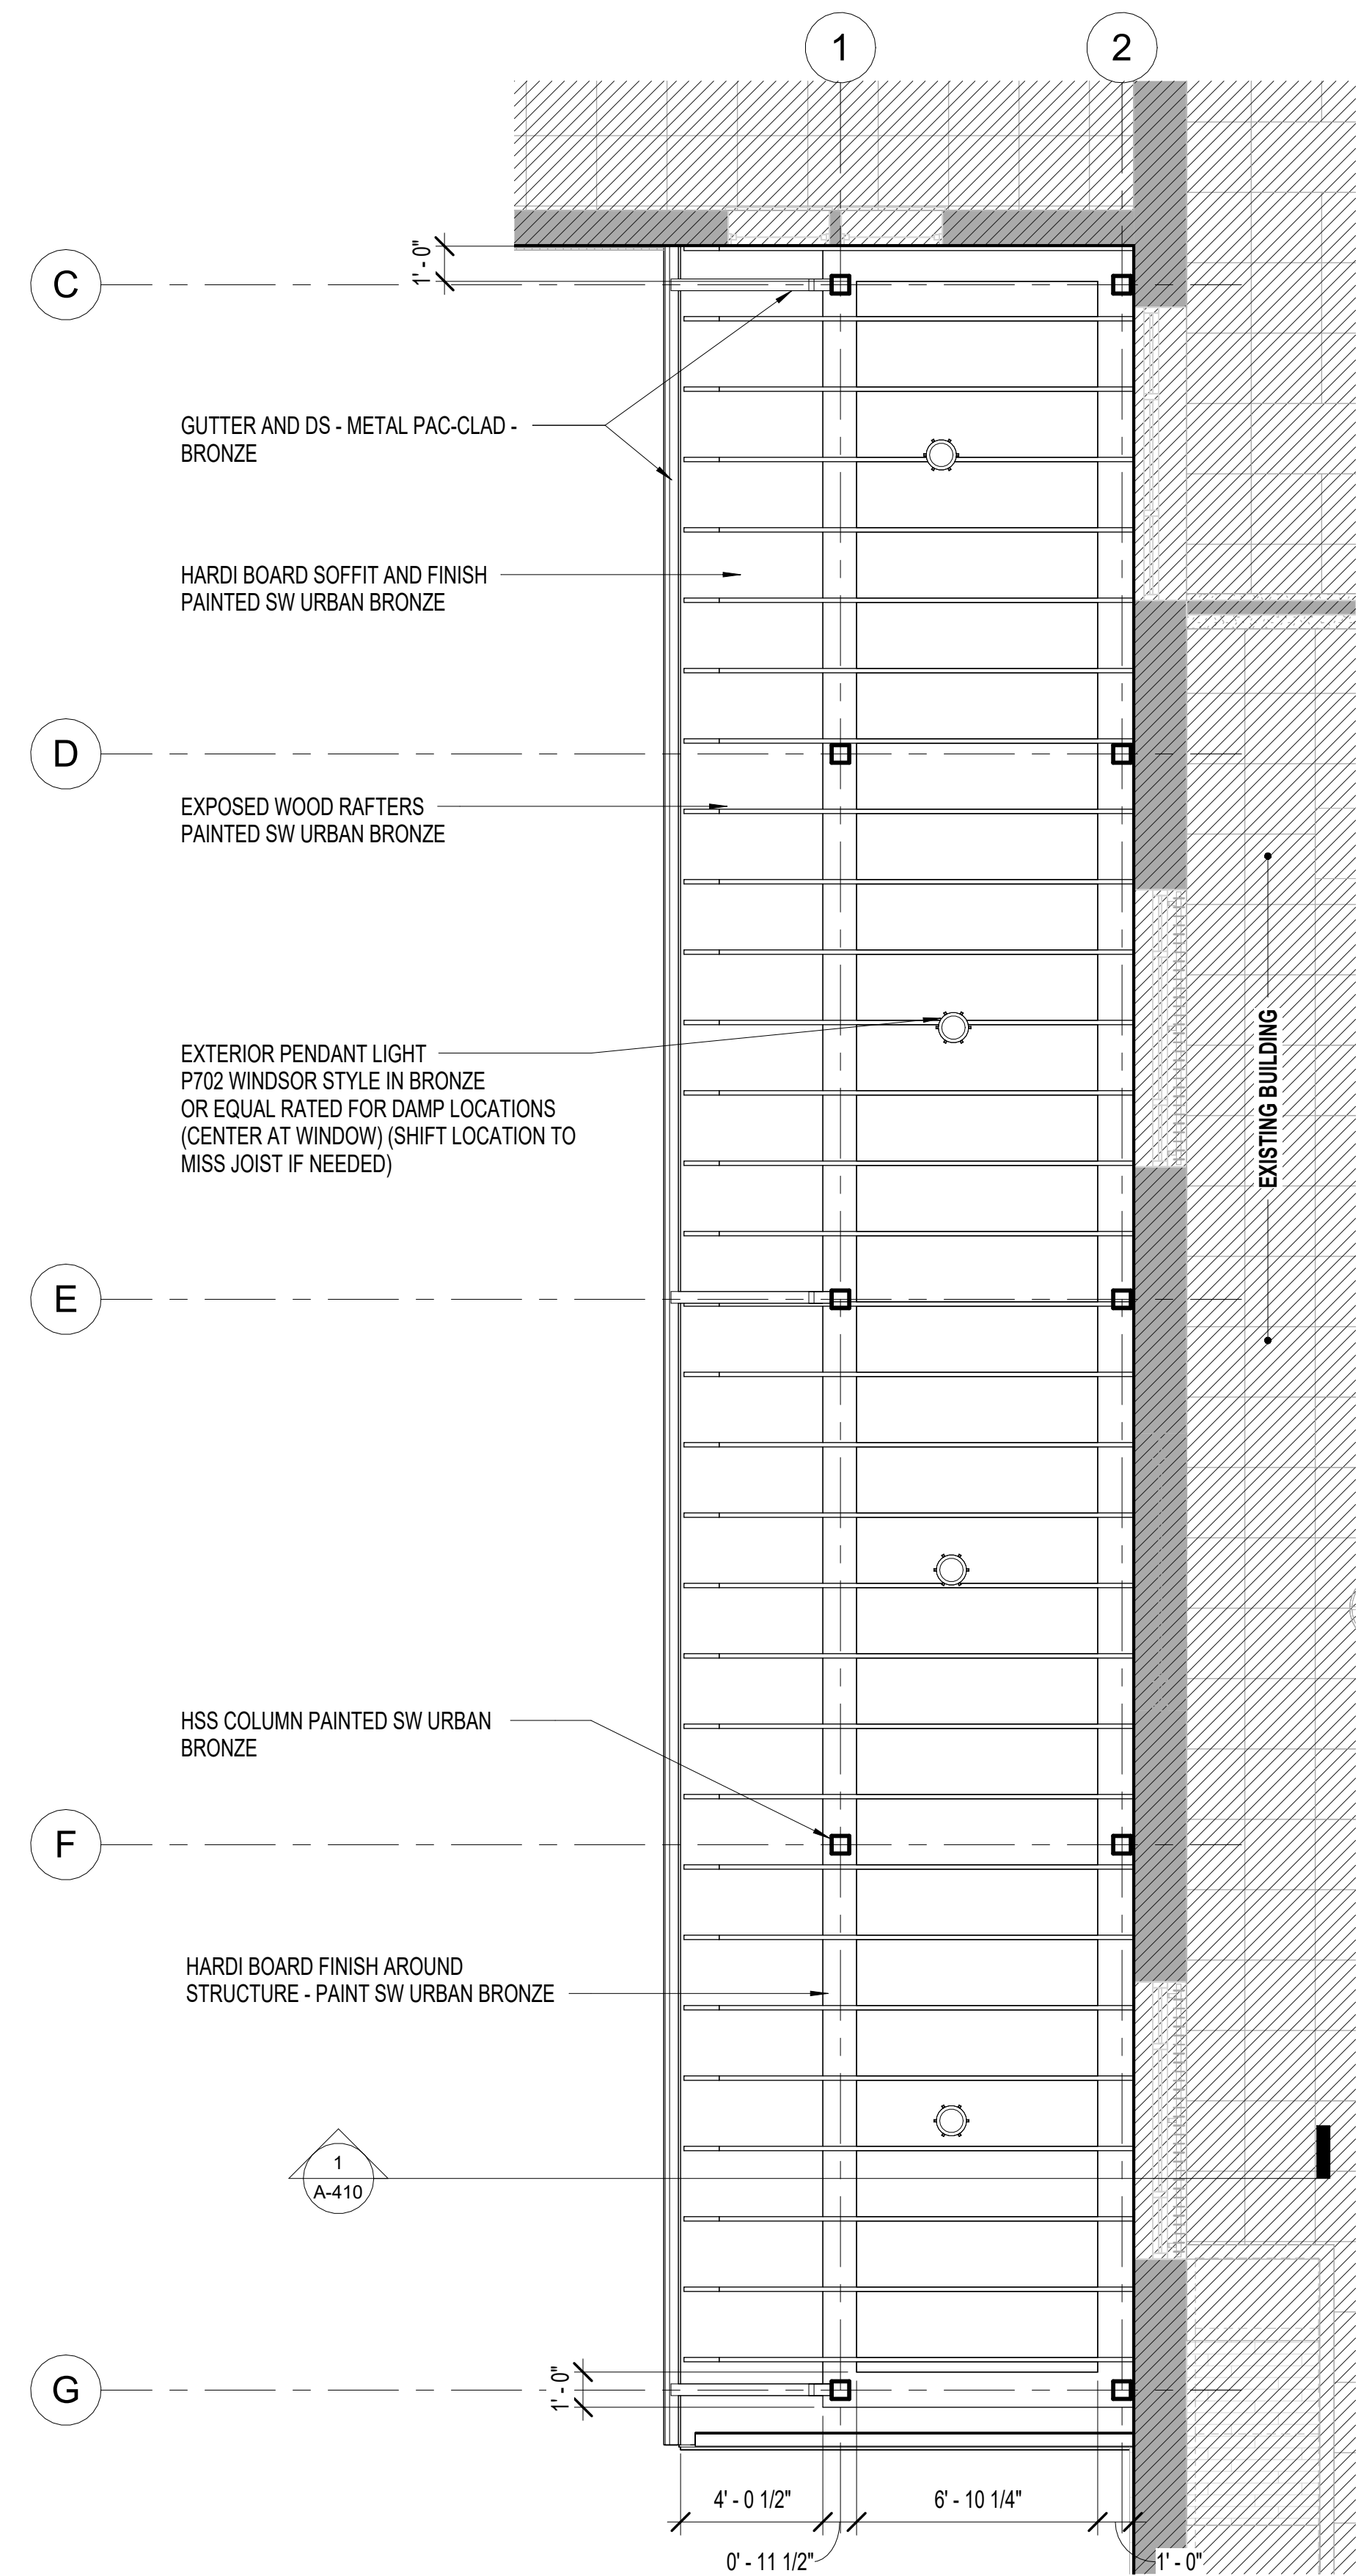 1
2
C
1' - 0"
GUTTER AND DS - METAL PAC-CLAD -
BRONZE
HARDI BOARD SOFFIT AND FINISH
PAINTED SW URBAN BRONZE
D
EXPOSED WOOD RAFTERS
PAINTED SW URBAN BRONZE
EXTERIOR PENDANT LIGHT
P702 WINDSOR STYLE IN BRONZE
OR EQUAL RATED FOR DAMP LOCATIONS
(CENTER AT WINDOW) (SHIFT LOCATION TO
MISS JOIST IF NEEDED)
EXISTING BUILDING
E
HSS COLUMN PAINTED SW URBAN
BRONZE
F
HARDI BOARD FINISH AROUND
STRUCTURE - PAINT SW URBAN BRONZE
1
A-410
G
1' - 0"
4' - 0 1/2"
6' - 10 1/4"
0' - 11 1/2"
1' - 0"